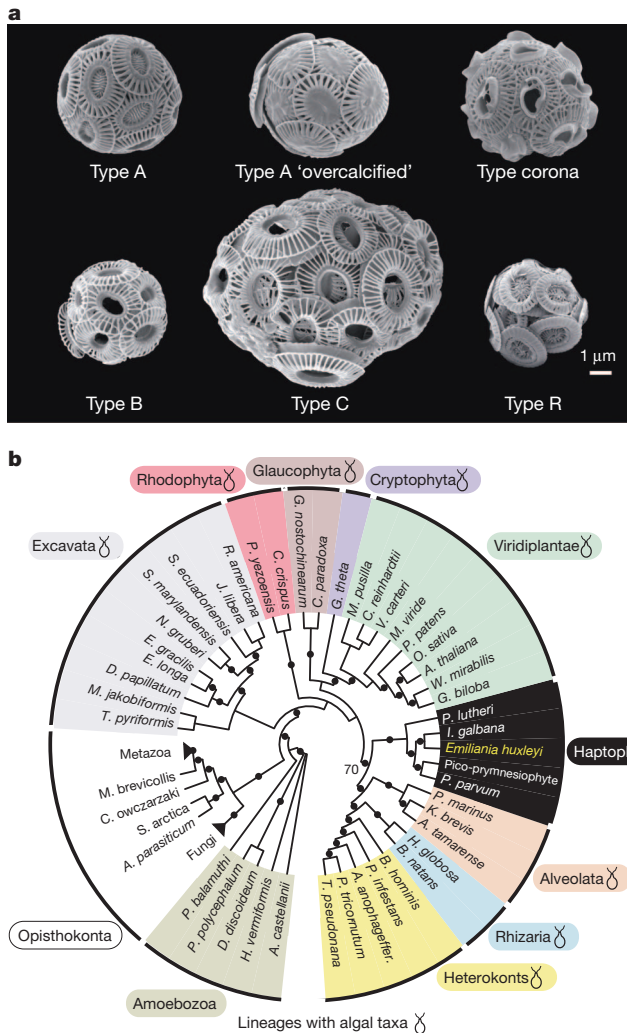 a
Type A
Type A ‘overcalcified’
Type corona
Type B
Type C
Type R
1 μm
b
Rhodophyta
Glaucophyta
Cryptophyta
Excavata
Viridiplantae
T. pyriformis
M. jakobiformis
D. papillatum
E. longa
E. gracilis
N. gruberi
S. marylandensis
S. ecuadoriensis
J. libera
R. americana
P. yezoensis
C. crispus
G. nostochinearum
C. paradoxa
G. theta
M. pusilla
C. reinhardtii
V. carteri
M. viride
P. patens
O. sativa
A. thaliana
W. mirabilis
G. biloba
P. lutheri
I. galbana
Emiliania huxleyi
Haptopl
Pico-prymnesiophyte
P. parvum
P. marinus
K. brevis
A. tamarense
Alveolata
H. globosa
B. natans
Rhizaria
B. hominis
P. infestans
A. anophageffer.
P. tricornutum
T. pseudonana
Heterokonts
70
Metazoa
M. brevicollis
C. owczarzaki
S. arctica
A. parasiticum
Fungi
Opisthokonta
P. balamuthi
P. polycephalum
D. discoideum
H. vermiformis
A. castellanii
Amoebozoa
Lineages with algal taxa